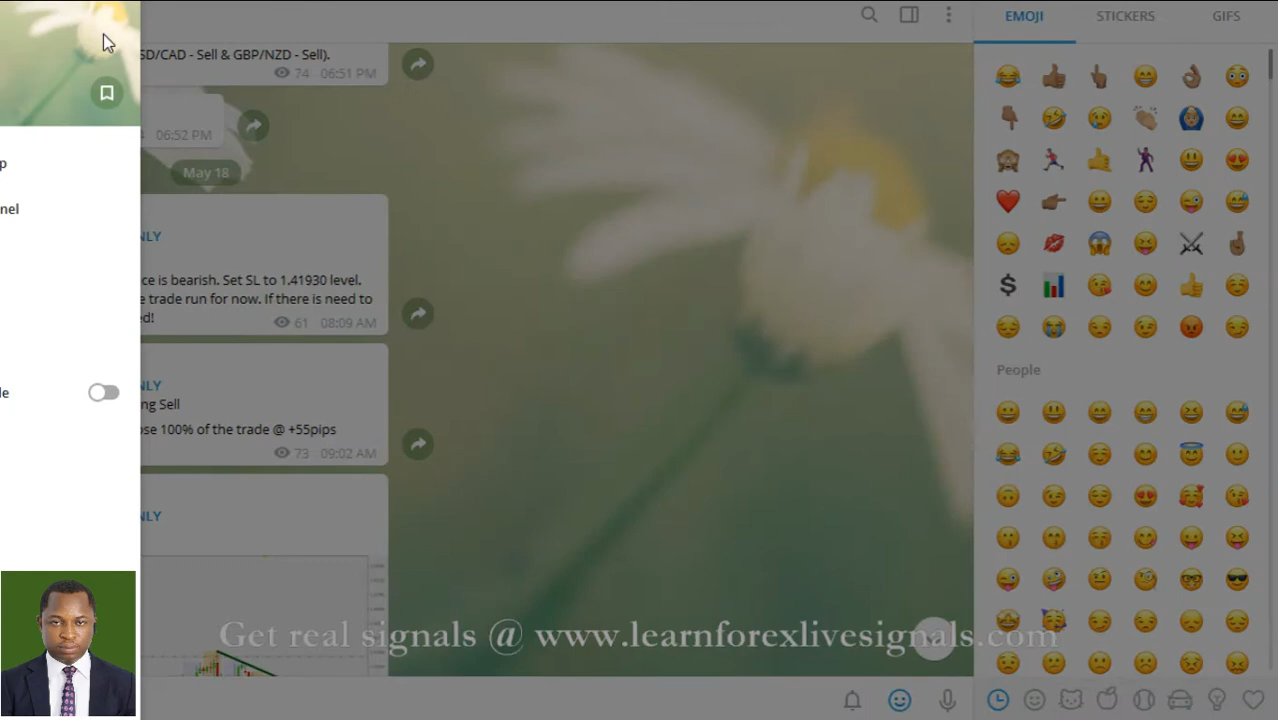 EMOJI STICKERS GIFS
SD/CAD - Sell & GBP/NZD - Sell).
74 06:51 PM
06:52 PM
May 18
NLY
ce is bearish. Set SL to 1.41930 level.
e trade run for now. If there is need to
ed!
61 08:09 AM
NLY
ng Sell
ose 100% of the trade @ +55pips
73 09:02 AM
NLY
p
nel
le
People
Get real signals @ www.learnforexlivesignals.com